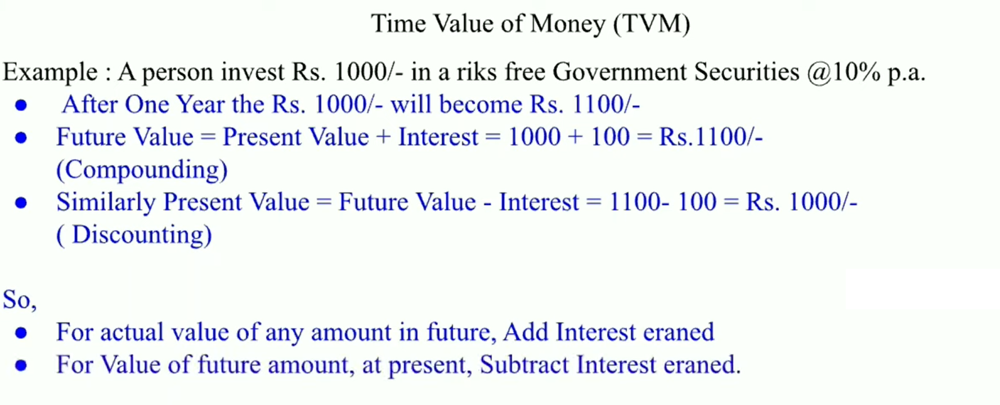 Time Value of Money (TVM)
Example : A person invest Rs. 1000/- in a riks free Government Securities @10% p.a.
● After One Year the Rs. 1000/- will become Rs. 1100/-
● Future Value = Present Value + Interest = 1000 + 100 = Rs.1100/-
(Compounding)
● Similarly Present Value = Future Value - Interest = 1100- 100 = Rs. 1000/-
( Discounting)
So,
● For actual value of any amount in future, Add Interest eraned
● For Value of future amount, at present, Subtract Interest eraned.